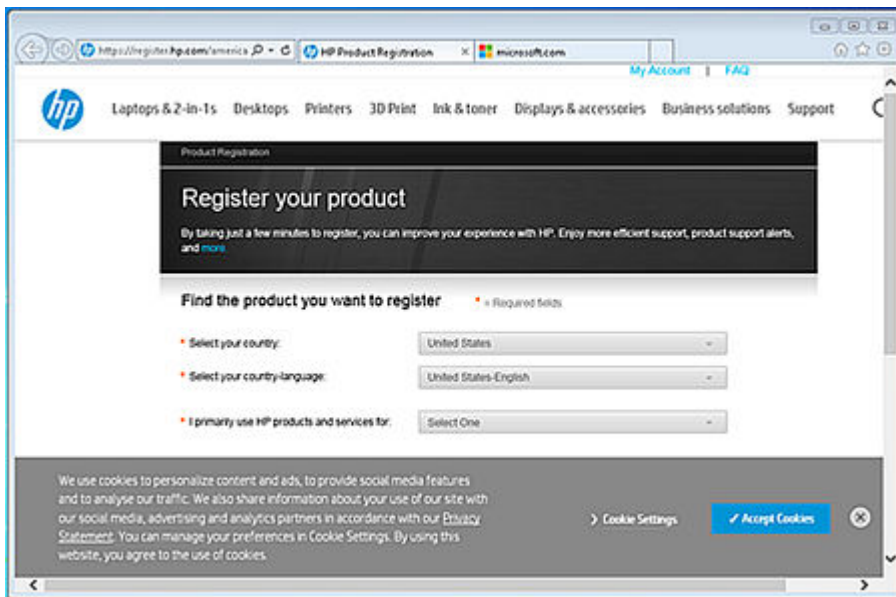 https://register.hp.com/america
HP Product Registration
microsoft.com
My Account | FAQ
hp
Laptops & 2-in-1s Desktops Printers 3D Print Ink & toner Displays & accessories Business solutions Support
Product Registration
Register your product
By taking just a few minutes to register, you can improve your experience with HP. Enjoy more efficient support, product support alerts,
and more.
Find the product you want to register * = Required fields
* Select your country: United States
* Select your country-language: United States-English
* I primarily use HP products and services for: Select One
We use cookies to personalize content and ads, to provide social media features
and to analyse our traffic. We also share information about your use of our site with
our social media, advertising and analytics partners in accordance with our Privacy
Statement. You can manage your preferences in Cookie Settings. By using this
website, you agree to the use of cookies.
Cookie Settings
Accept Cookies